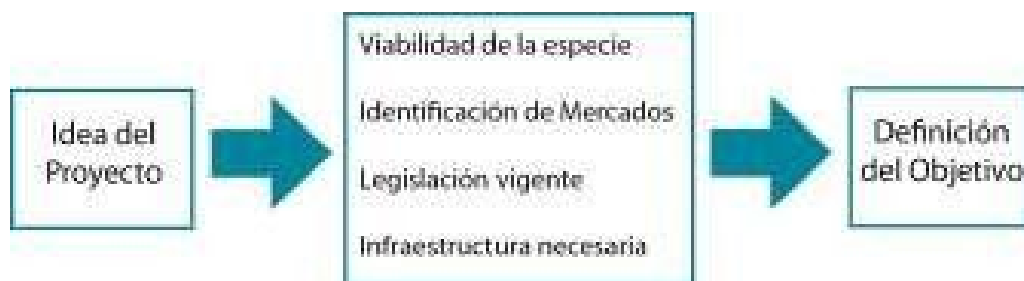 Idea del
Proyecto
Viabilidad de la especie
Identificación de Mercados
Legislación vigente
Infraestructura necesaria
Definición
del Objetivo